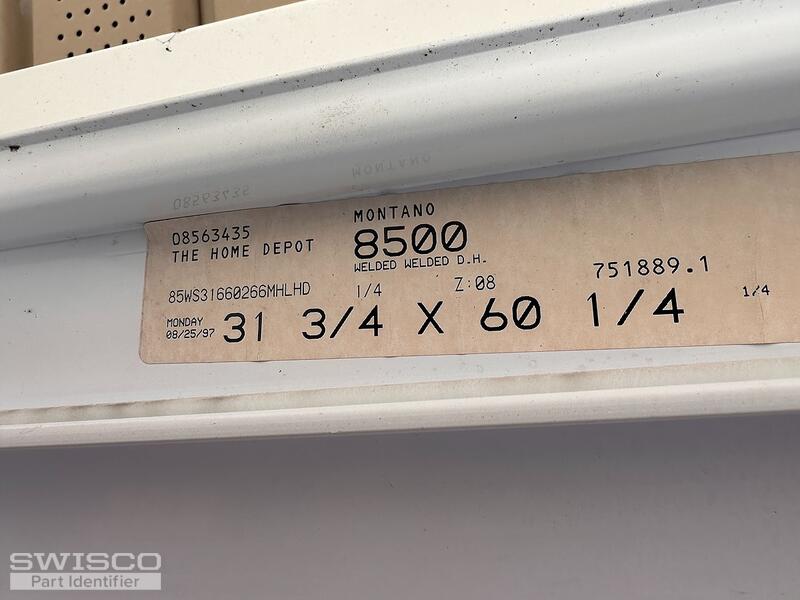 08563435
THE HOME DEPOT
MONTANO
8500
WELDED WELDED D.H.
85WS31660266MHLHD 1/4 Z:08 751889.1
MONDAY
08/25/97
31 3/4 X 60 1/4 1/4
SWISCO
Part Identifier